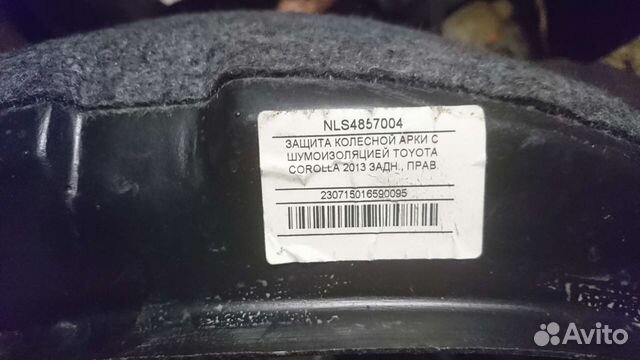 NLS4857004
ЗАЩИТА КОЛЕСНОЙ АРКИ С
ШУМОИЗОЛЯЦИЕЙ TOYOTA
COROLLA 2013 ЗАДН., ПРАВ.
230715016590095
Avito